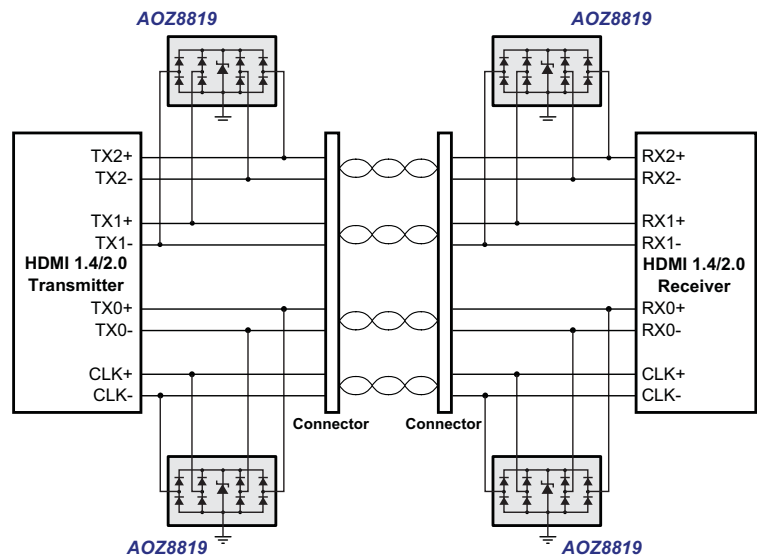 AOZ8819
AOZ8819
TX2+
TX2-
TX1+
TX1-
HDMI 1.4/2.0
Transmitter
TX0+
TX0-
CLK+
CLK-
RX2+
RX2-
RX1+
RX1-
HDMI 1.4/2.0
Receiver
RX0+
RX0-
CLK+
CLK-
Connector
Connector
AOZ8819
AOZ8819